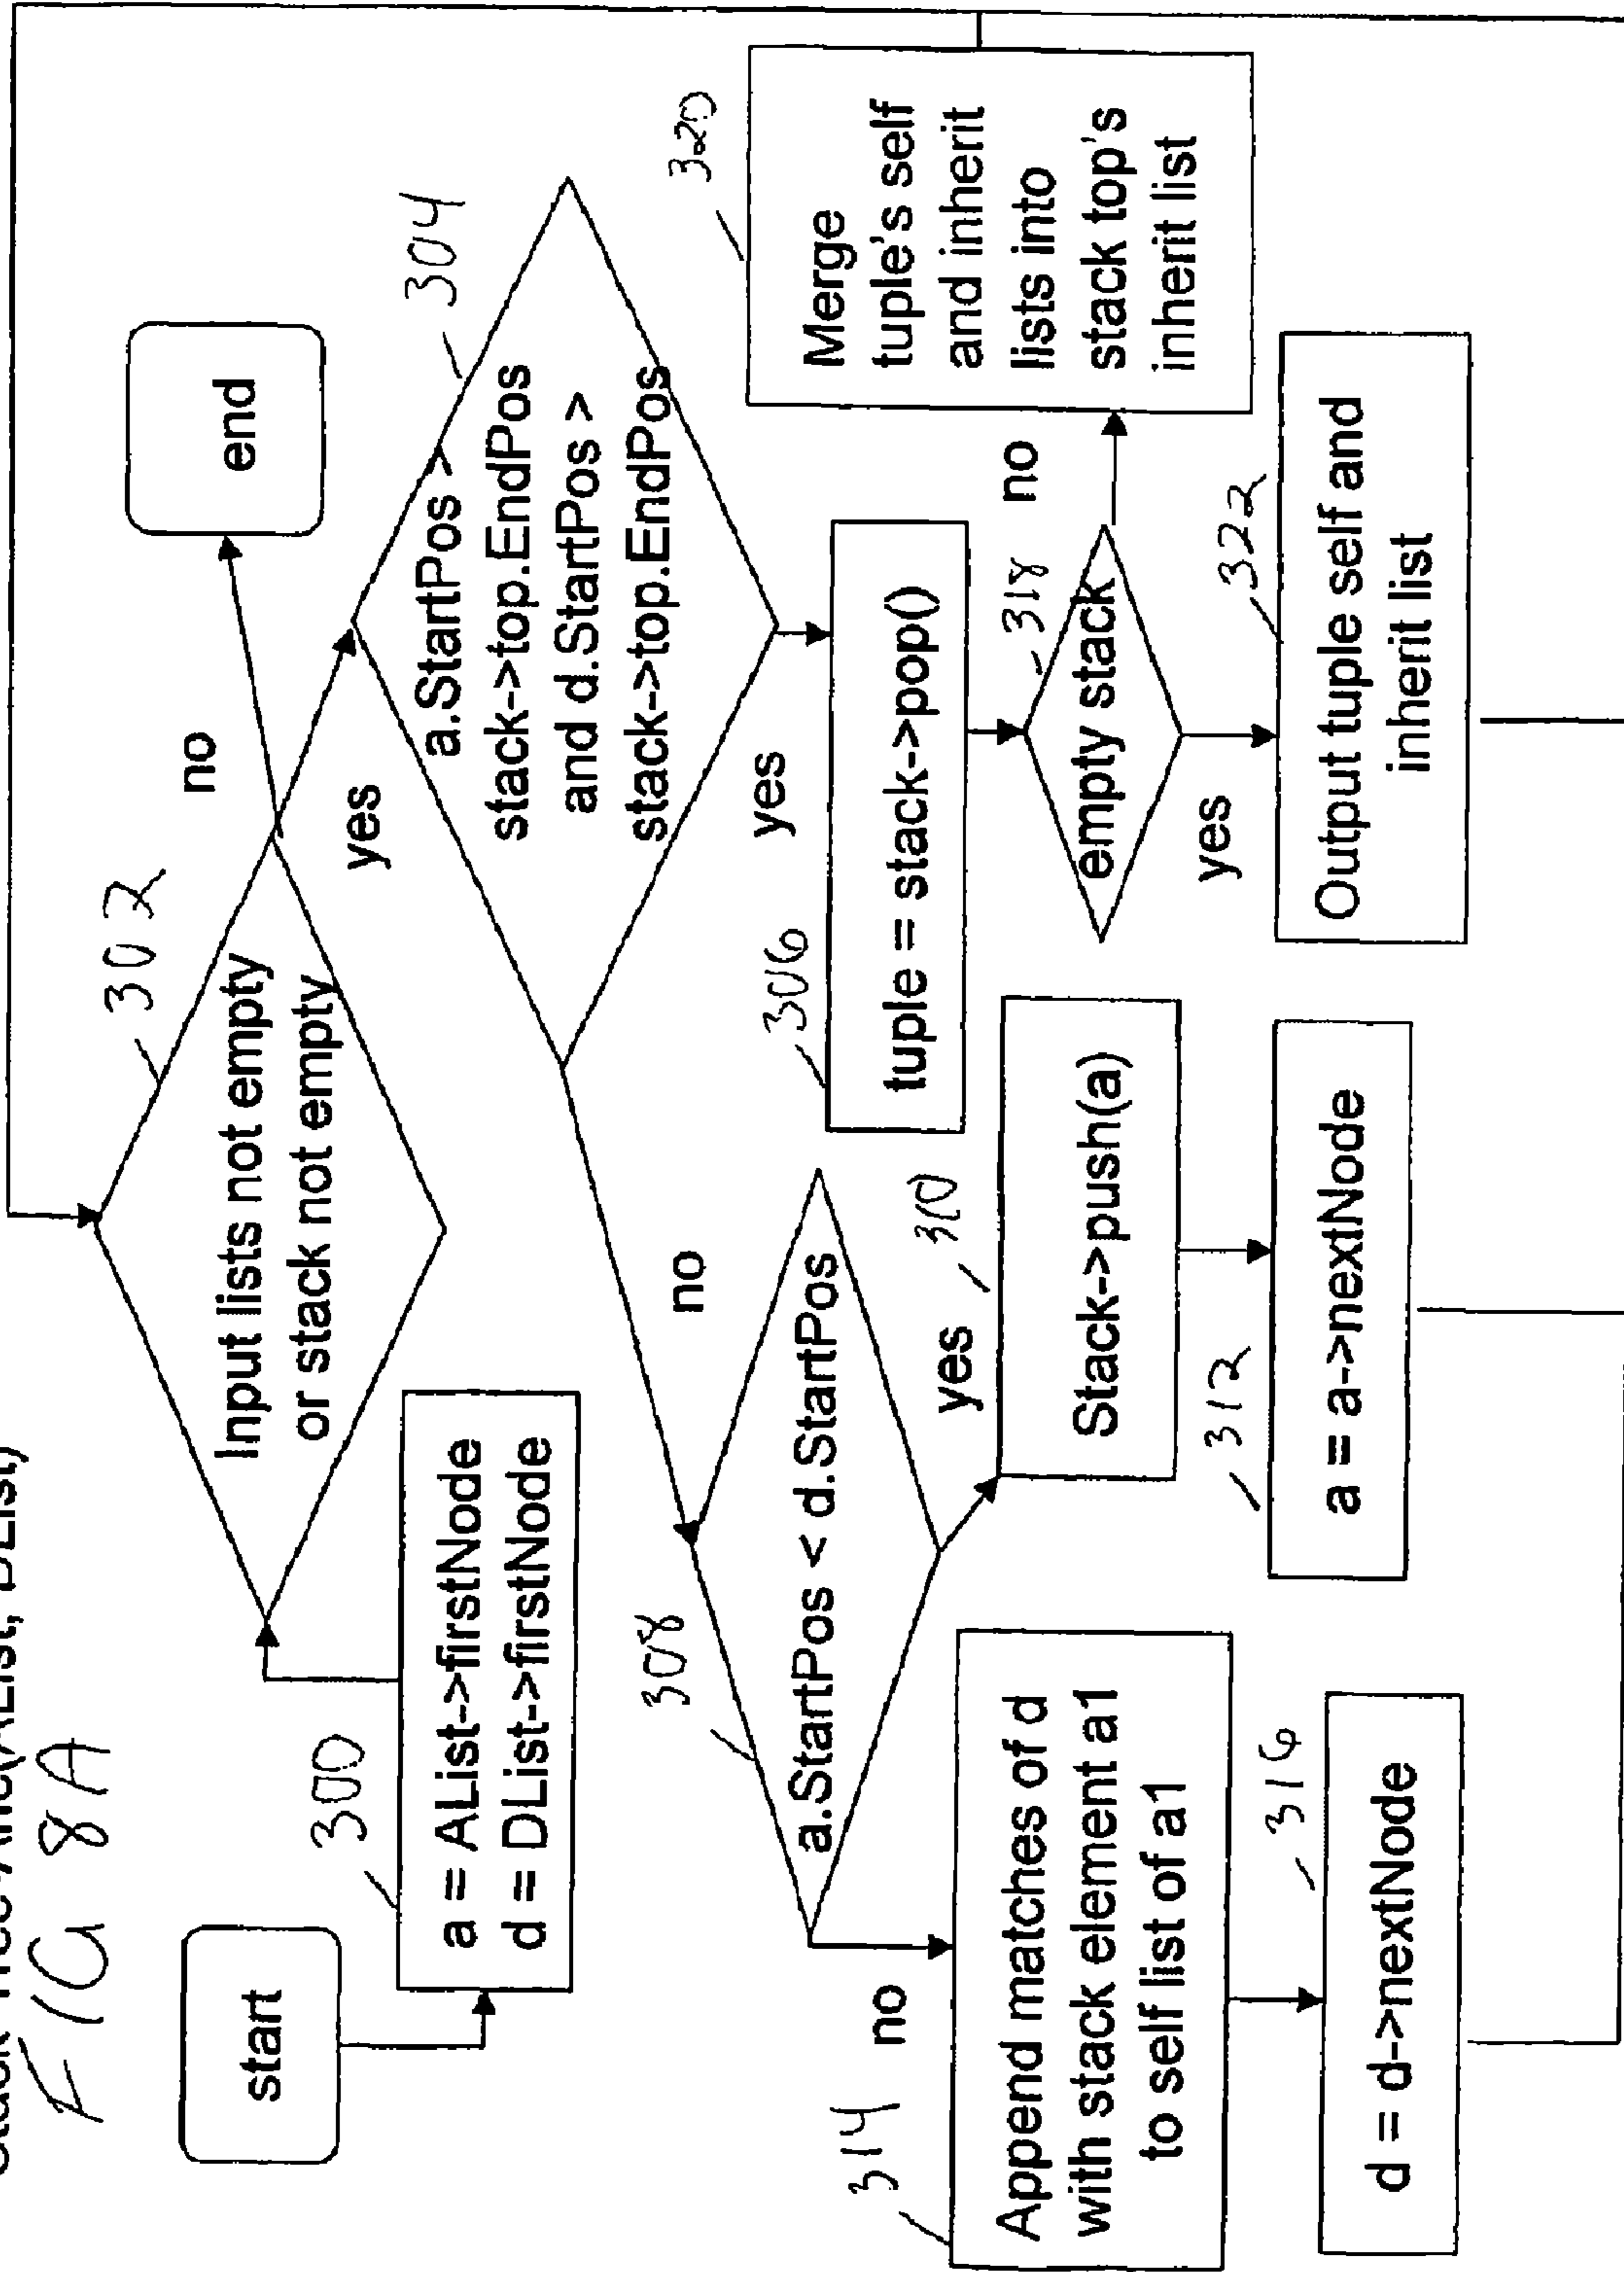 Stack-Tree-Anc(AList, DList)
FIG 8A
start
300
a = AList->firstNode
d = DList->firstNode
302
Input lists not empty
or stack not empty
no
end
yes
304
a.StartPos >
stack->top.EndPos
and d.StartPos >
stack->top.EndPos
no
yes
308
a.StartPos < d.StartPos
306
tuple = stack->pop()
320
Merge
tuple's self
and inherit
lists into
stack top's
inherit list
314
no
Append matches of d
with stack element a1
to self list of a1
yes
310
Stack->push(a)
318
empty stack
no
316
d = d->nextNode
312
a = a->nextNode
yes
322
Output tuple self and
inherit list